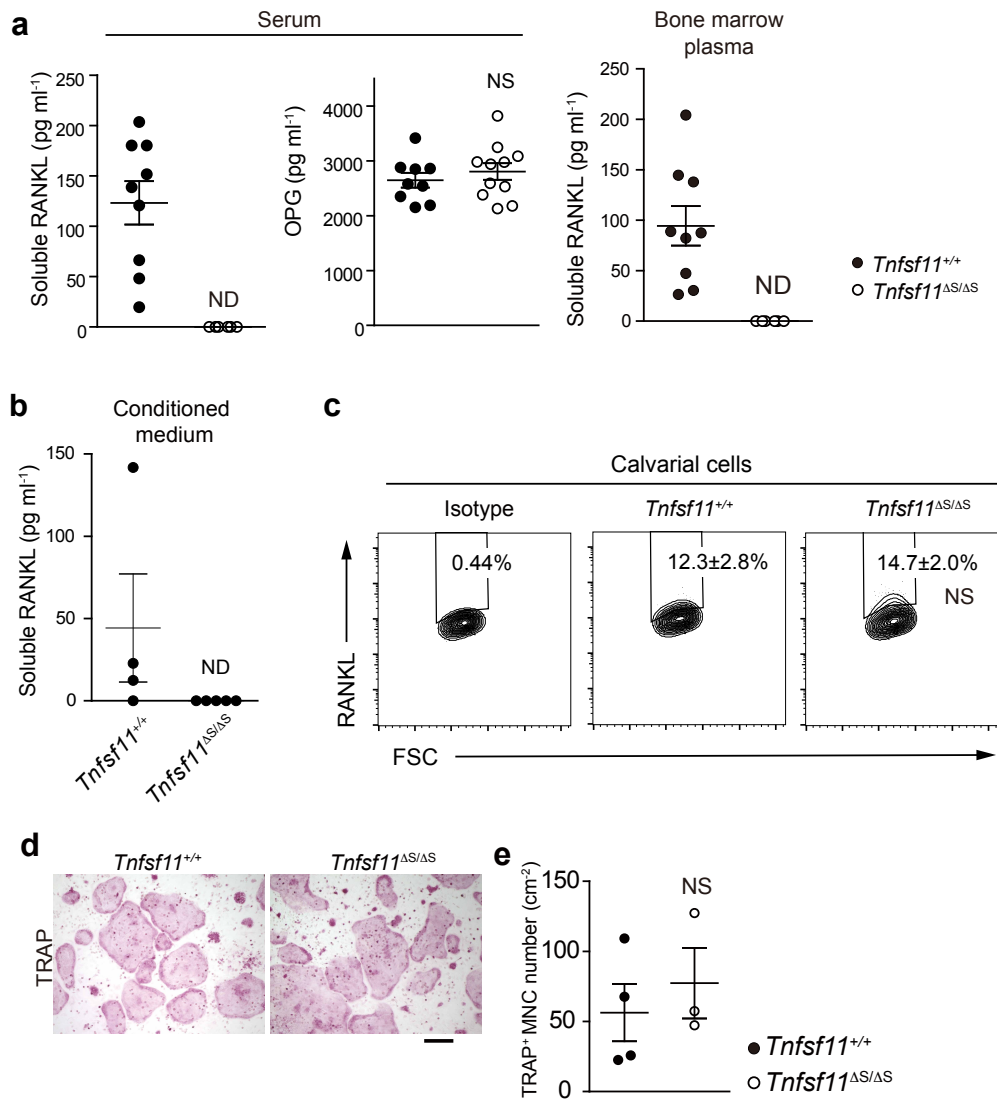 a
Serum
Bone marrow
plasma
Soluble RANKL (pg ml⁻¹)
250
200
150
100
50
0
ND
OPG (pg ml⁻¹)
4000
3000
2000
1000
0
NS
Soluble RANKL (pg ml⁻¹)
250
200
150
100
50
0
ND
Tnfsf11⁺/⁺
Tnfsf11ΔS/ΔS
b
Conditioned
medium
Soluble RANKL (pg ml⁻¹)
150
100
50
0
ND
Tnfsf11⁺/⁺
Tnfsf11ΔS/ΔS
c
Calvarial cells
Isotype
Tnfsf11⁺/⁺
Tnfsf11ΔS/ΔS
0.44%
12.3±2.8%
14.7±2.0%
NS
RANKL
FSC
d
Tnfsf11⁺/⁺
Tnfsf11ΔS/ΔS
TRAP
e
TRAP⁺ MNC number (cm⁻²)
150
100
50
0
NS
Tnfsf11⁺/⁺
Tnfsf11ΔS/ΔS